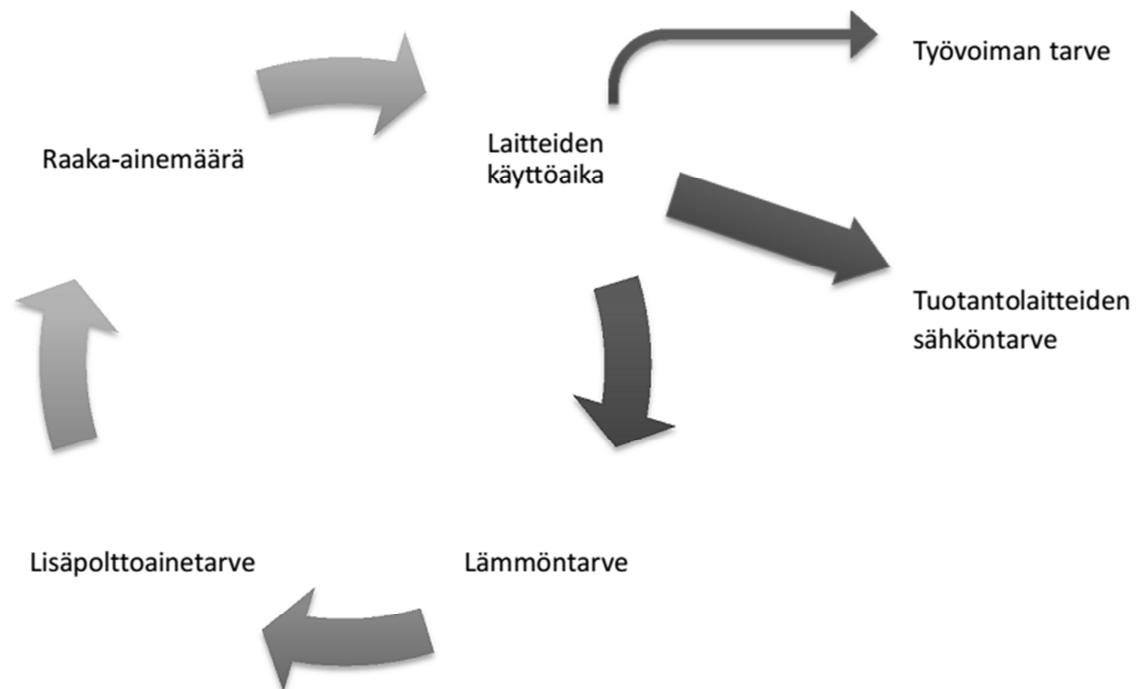 Työvoiman tarve
Raaka-ainemäärä
Laitteiden
käyttöaika
Tuotantolaitteiden
sähköntarve
Lisäpolttoainetarve
Lämmöntarve